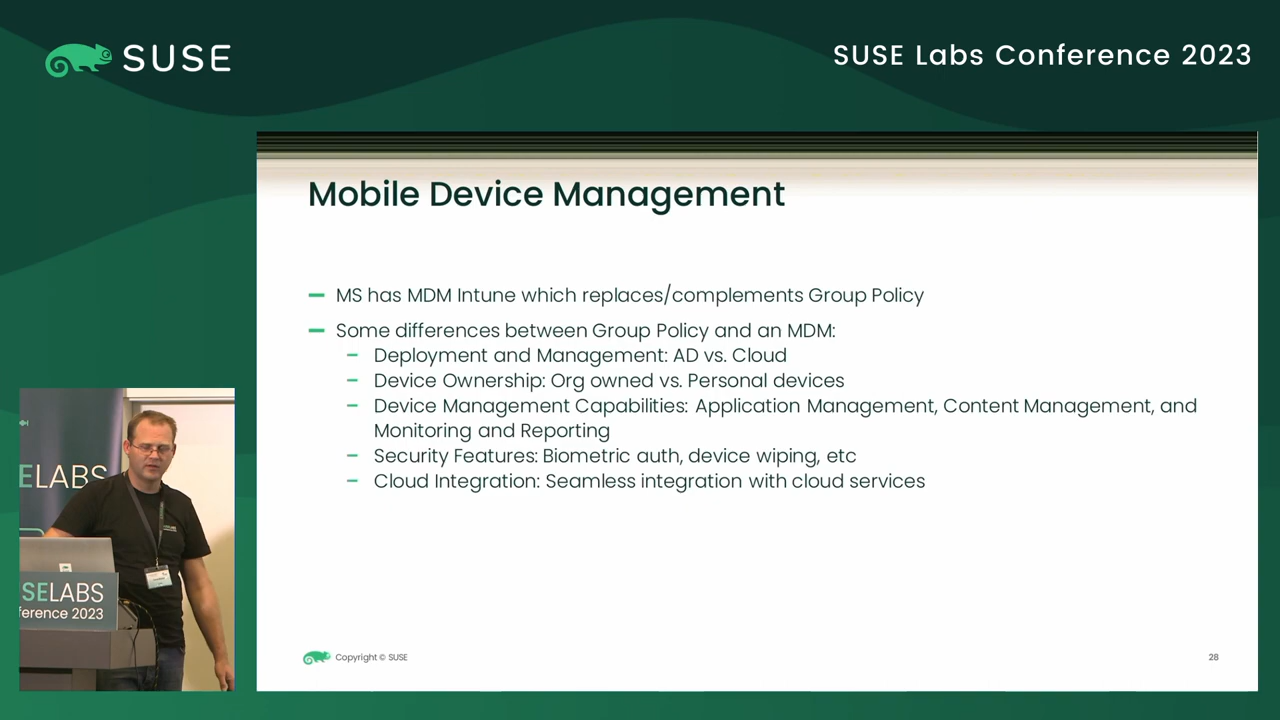 SUSE
SUSE Labs Conference 2023
Mobile Device Management
MS has MDM Intune which replaces/complements Group Policy
Some differences between Group Policy and an MDM:
Deployment and Management: AD vs. Cloud
Device Ownership: Org owned vs. Personal devices
Device Management Capabilities: Application Management, Content Management, and
Monitoring and Reporting
Security Features: Biometric auth, device wiping, etc
Cloud Integration: Seamless integration with cloud services
Copyright © SUSE
28
ELABS
SELABS
ference 2023